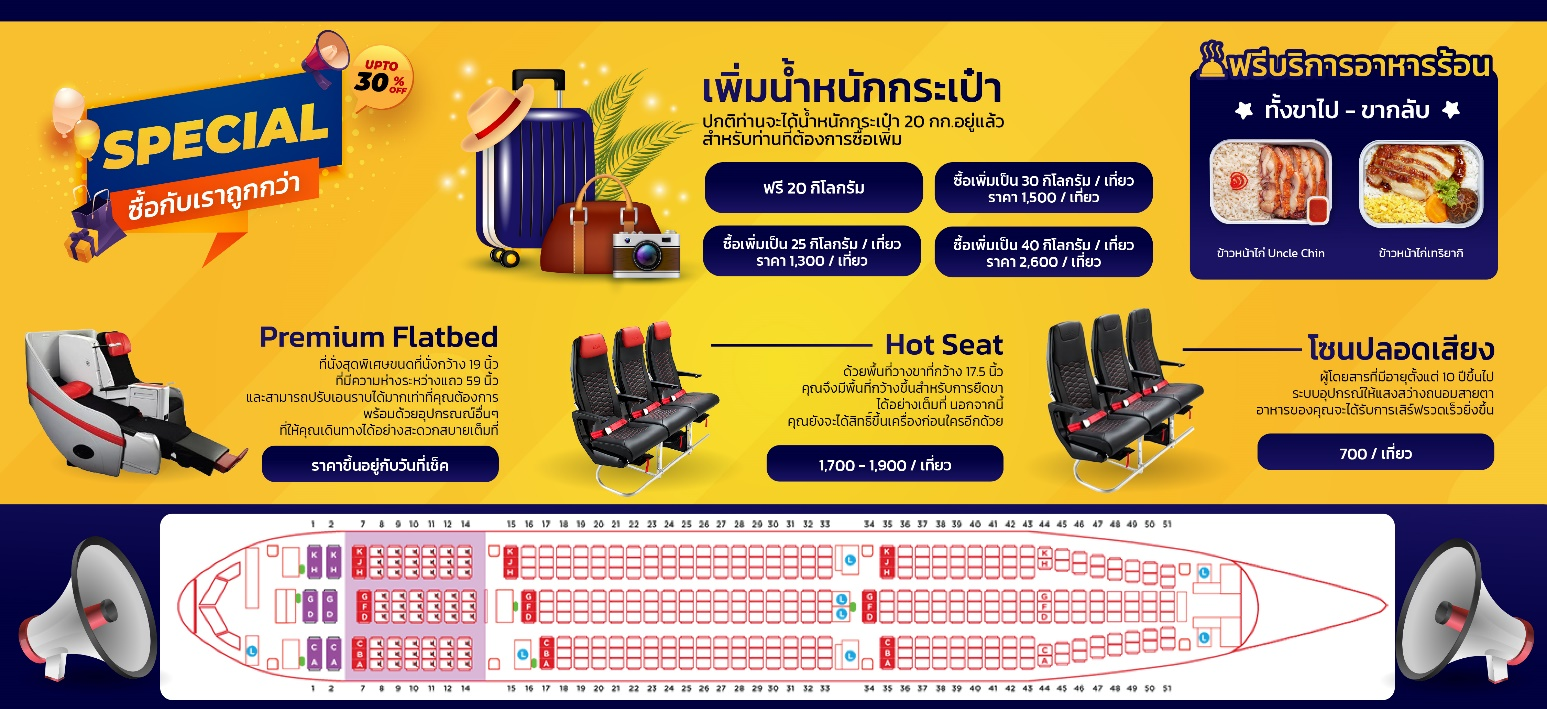 UPTO
30 %
OFF
SPECIAL
ซื้อกับเราถูกกว่า
เพิ่มน้ำหนักกระเป๋า
ปกติท่านจะได้น้ำหนักกระเป๋า 20 กก.อยู่แล้ว
สำหรับท่านที่ต้องการซื้อเพิ่ม
ฟรี 20 กิโลกรัม
ซื้อเพิ่มเป็น 30 กิโลกรัม / เที่ยว
ราคา 1,500 / เที่ยว
ซื้อเพิ่มเป็น 25 กิโลกรัม / เที่ยว
ราคา 1,300 / เที่ยว
ซื้อเพิ่มเป็น 40 กิโลกรัม / เที่ยว
ราคา 2,600 / เที่ยว
ฟรีบริการอาหารร้อน
ทั้งขาไป - ขากลับ
ข้าวหน้าไก่ Uncle Chin
ข้าวหน้าไก่เทริยากิ
Premium Flatbed
ที่นั่งสุดพิเศษขนดที่นั่งกว้าง 19 นิ้ว
ที่มีความห่างระหว่างแถว 59 นิ้ว
และสามารถปรับเอนราบได้มากเท่าที่คุณต้องการ
พร้อมด้วยอุปกรณณ์อื่นๆ
ที่ให้คุณเดินทางได้อย่างสะดวกสบายเต็มที่
ราคาขึ้นอยู่กับวันที่เช็ค
Hot Seat
ด้วยพื้นที่วางขาที่กว้าง 17.5 นิ้ว
คุณจึงมีพื้นที่กว้างขึ้นสำหรับการยืดขา
ได้อย่างเต็มที่ นอกจากนี้
คุณยังจะได้สิทธิ์ขึ้นเครื่องก่อนใครอีกด้วย
1,700 - 1,900 / เที่ยว
โซนปลอดเสียง
ผู้โดยสารที่มีอายุตั้งแต่ 10 ปีขึ้นไป
ระบบอุปกรณ์ให้แสงสว่างถนอมสายตา
อาหารของคุณจะได้รับการเสิร์ฟรวดเร็วยิ่งขึ้น
700 / เที่ยว
1 2 7 8 9 10 11 12 13 14 15 16 17 18 19 20 21 22 23 24 25 26 27 28 29 30 31 32 33 34 35 36 37 38 39 40 41 42 43 44 45 46 47 48 49 50 51
K K K K K K
J J J
H H H H H H
L L
G G G G G G
F F F F
D D D D D D
L
L
C C C B A C
A A B A C A
L L L L
1 2 7 8 9 10 11 12 13 14 15 16 17 18 19 20 21 22 23 24 25 26 27 28 29 30 31 32 33 34 35 36 37 38 39 40 41 42 43 44 45 46 47 48 49 50 51